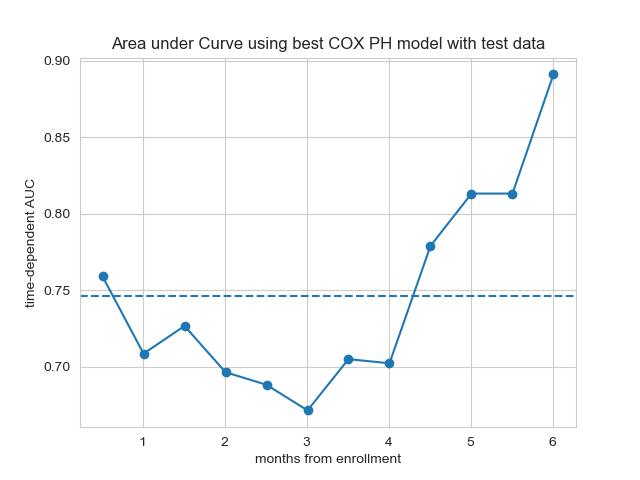 Area under Curve using best COX PH model with test data
0.90
0.85
0.80
0.75
0.70
time-dependent AUC
1 2 3 4 5 6
months from enrollment